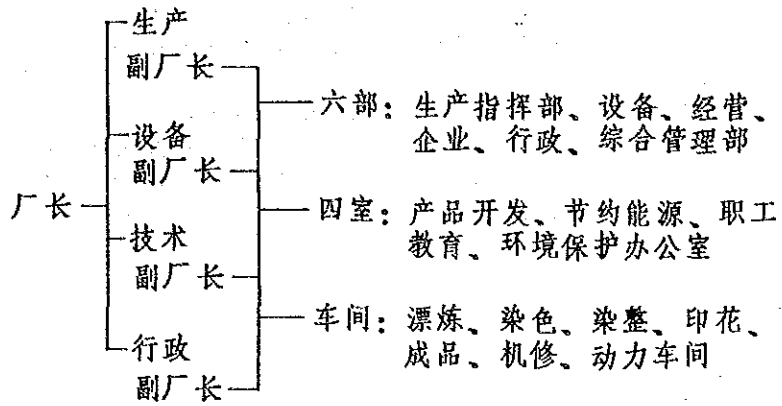 生产
副厂长
六部：生产指挥部、设备、经营、
企业、行政、综合管理部
设备
副厂长
厂长
四室：产品开发、节约能源、职工
教育、环境保护办公室
技术
副厂长
车间：漂炼、染色、染整、印花、
成品、机修、动力车间
行政
副厂长